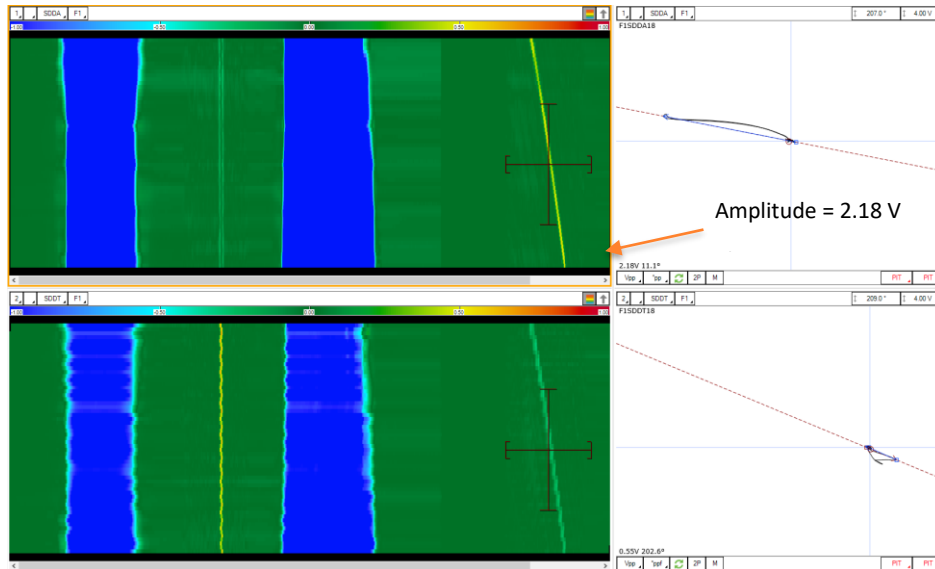 1 SDDA F1
-1.00 -0.50 0.00 0.50 1.00
207.0 ° 4.00 V
F1SDDA18
Amplitude = 2.18 V
2.18V 11.1°
Vpp °pp 2P M PIT PIT
2 SDDT F1
-0.50 0.00 0.50 1.00
2 SDDT F1 209.0 ° 4.00 V
F1SDDT18
1 SDDA F1
0.55V 202.6°
Vpp °ppf 2P M PIT PIT